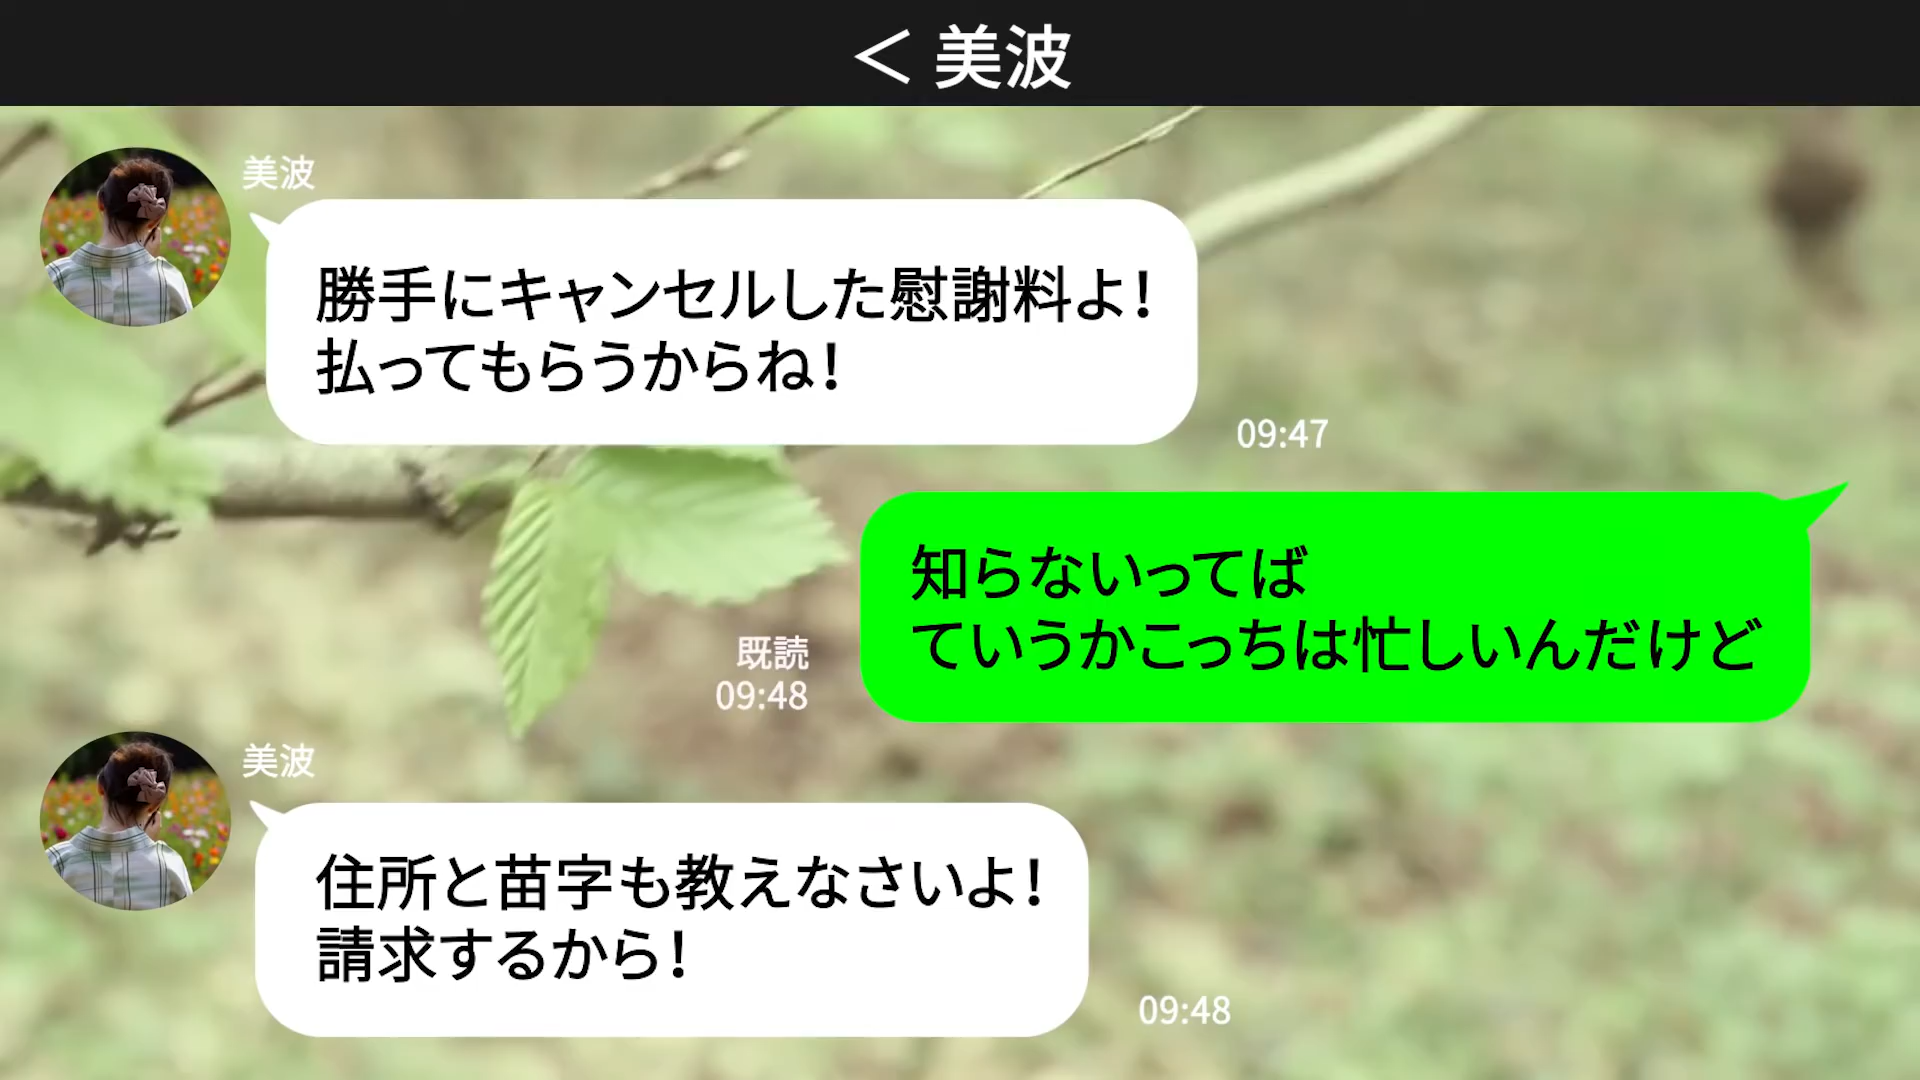 ＜ 美波
美波
勝手にキャンセルした慰謝料よ！
払ってもらうからね！
09:47
知らないってば
ていうかこっちは忙しいんだけど
既読
09:48
美波
住所と苗字も教えなさいよ！
請求するから！
09:48